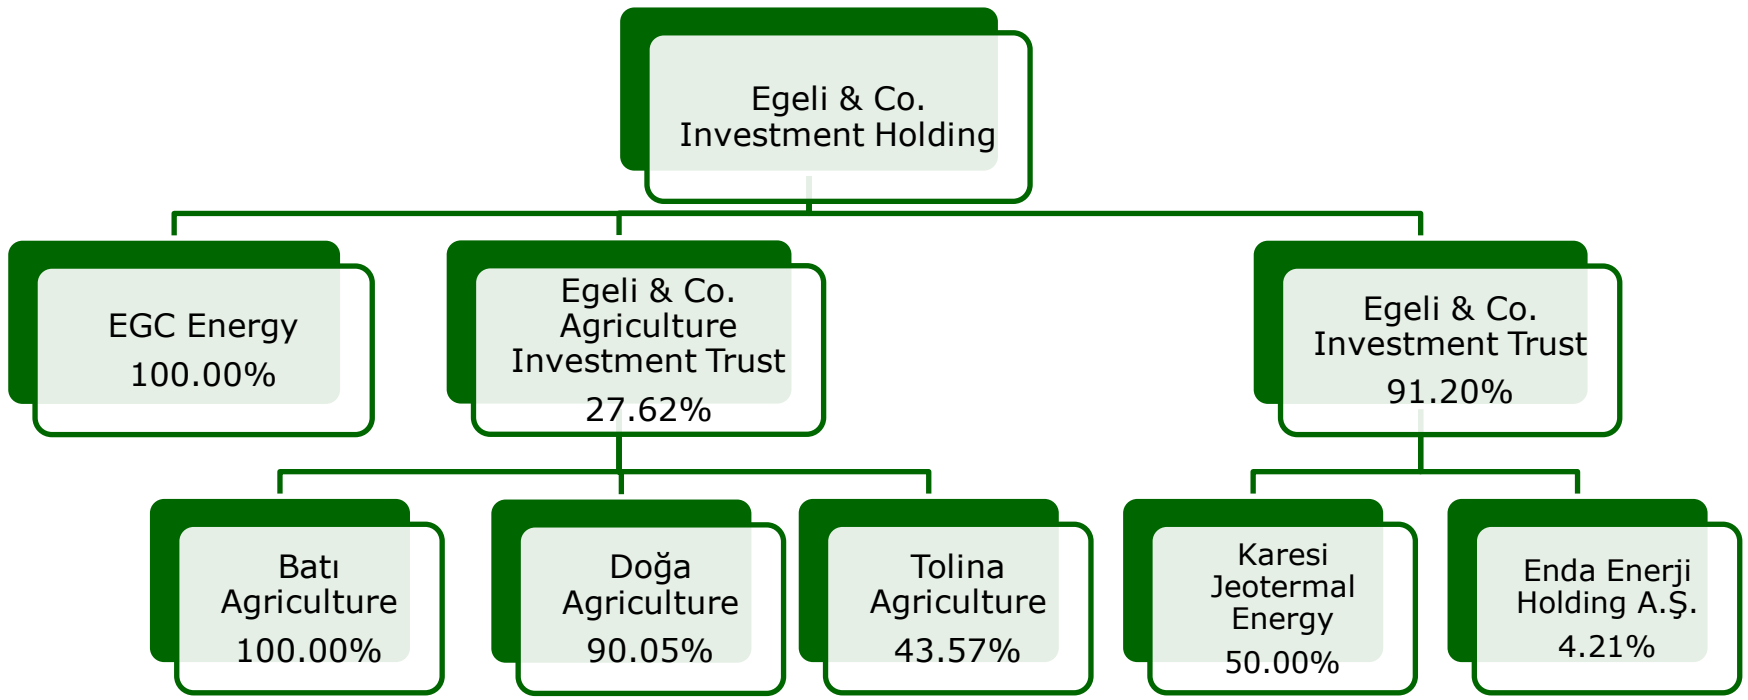 Egeli & Co.
Investment Holding
EGC Energy
100.00%
Egeli & Co.
Agriculture
Investment Trust
27.62%
Egeli & Co.
Investment Trust
91.20%
Batı
Agriculture
100.00%
Doğa
Agriculture
90.05%
Tolina
Agriculture
43.57%
Karesi
Jeotermal
Energy
50.00%
Enda Enerji
Holding A.Ş.
4.21%